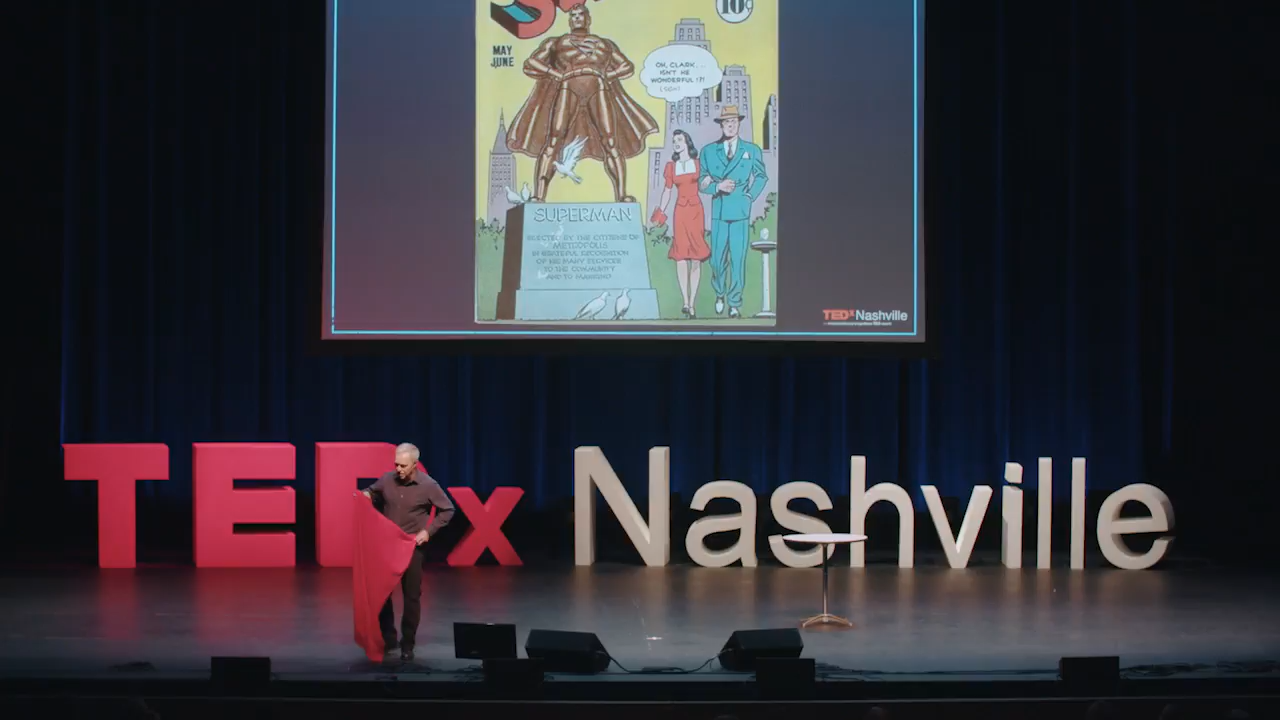 10¢
MAY
JUNE
OH, CLARK...
ISN'T HE
WONDERFUL!?!
SUPERMAN
ERECTED BY THE CITIZENS OF
METROPOLIS
IN GRATEFUL RECOGNITION
OF HIS MANY SERVICES
TO THE COMMUNITY
AND TO MANKIND
TEDxNashville
TEDx Nashville